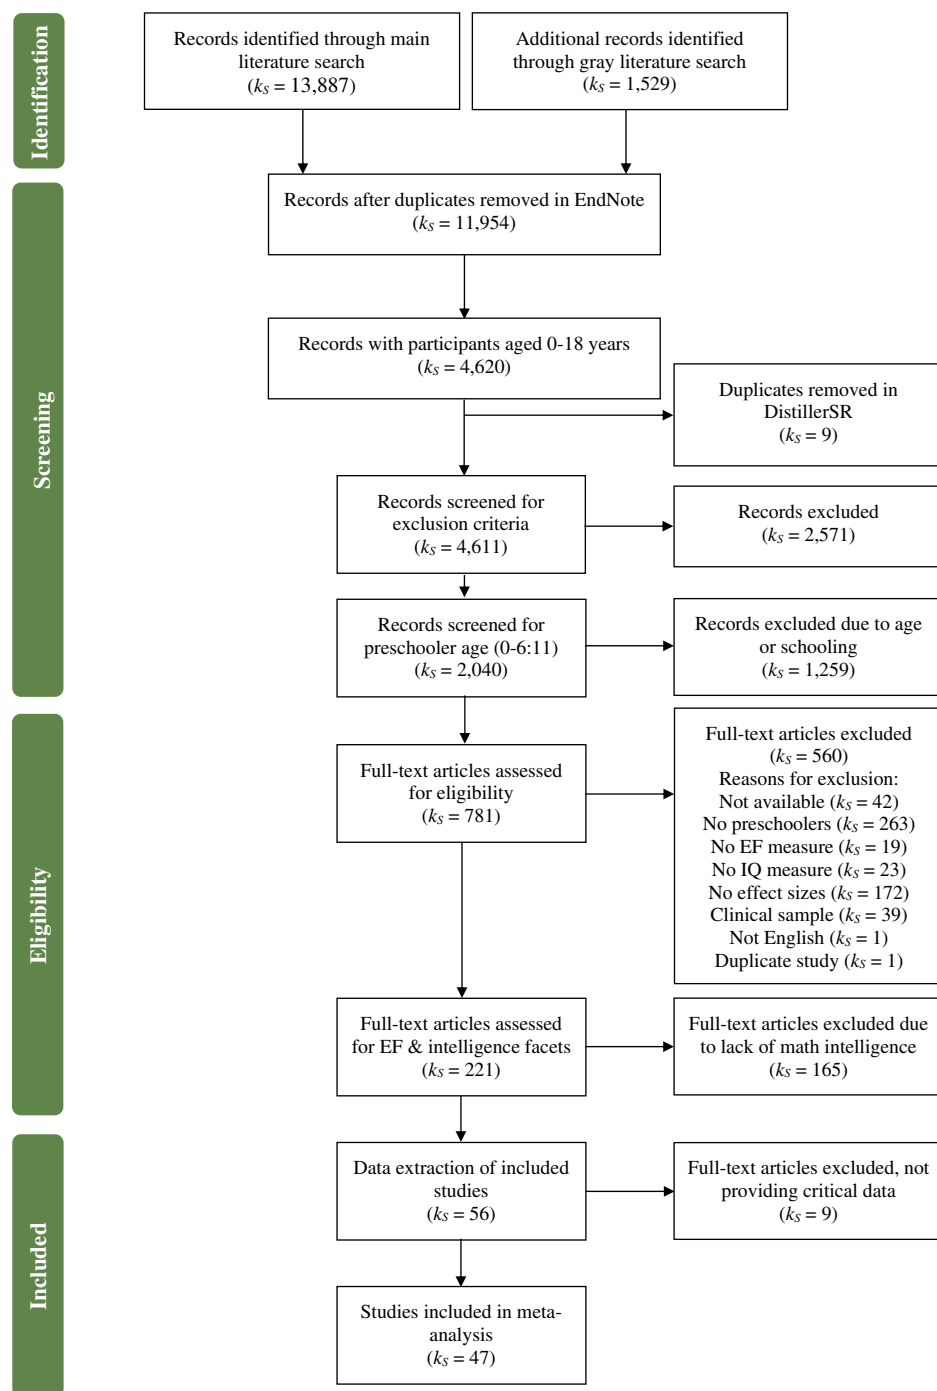 Identification
Records identified through main
literature search
(kS = 13,887)
Additional records identified
through gray literature search
(kS = 1,529)
Screening
Records after duplicates removed in EndNote
(kS = 11,954)
Records with participants aged 0-18 years
(kS = 4,620)
Duplicates removed in
DistillerSR
(kS = 9)
Records screened for
exclusion criteria
(kS = 4,611)
Records excluded
(kS = 2,571)
Records screened for
preschooler age (0-6:11)
(kS = 2,040)
Records excluded due to age
or schooling
(kS = 1,259)
Eligibility
Full-text articles assessed
for eligibility
(kS = 781)
Full-text articles excluded
(kS = 560)
Reasons for exclusion:
Not available (kS = 42)
No preschoolers (kS = 263)
No EF measure (kS = 19)
No IQ measure (kS = 23)
No effect sizes (kS = 172)
Clinical sample (kS = 39)
Not English (kS = 1)
Duplicate study (kS = 1)
Full-text articles assessed
for EF & intelligence facets
(kS = 221)
Full-text articles excluded due
to lack of math intelligence
(kS = 165)
Included
Data extraction of included
studies
(kS = 56)
Full-text articles excluded, not
providing critical data
(kS = 9)
Studies included in meta-
analysis
(kS = 47)